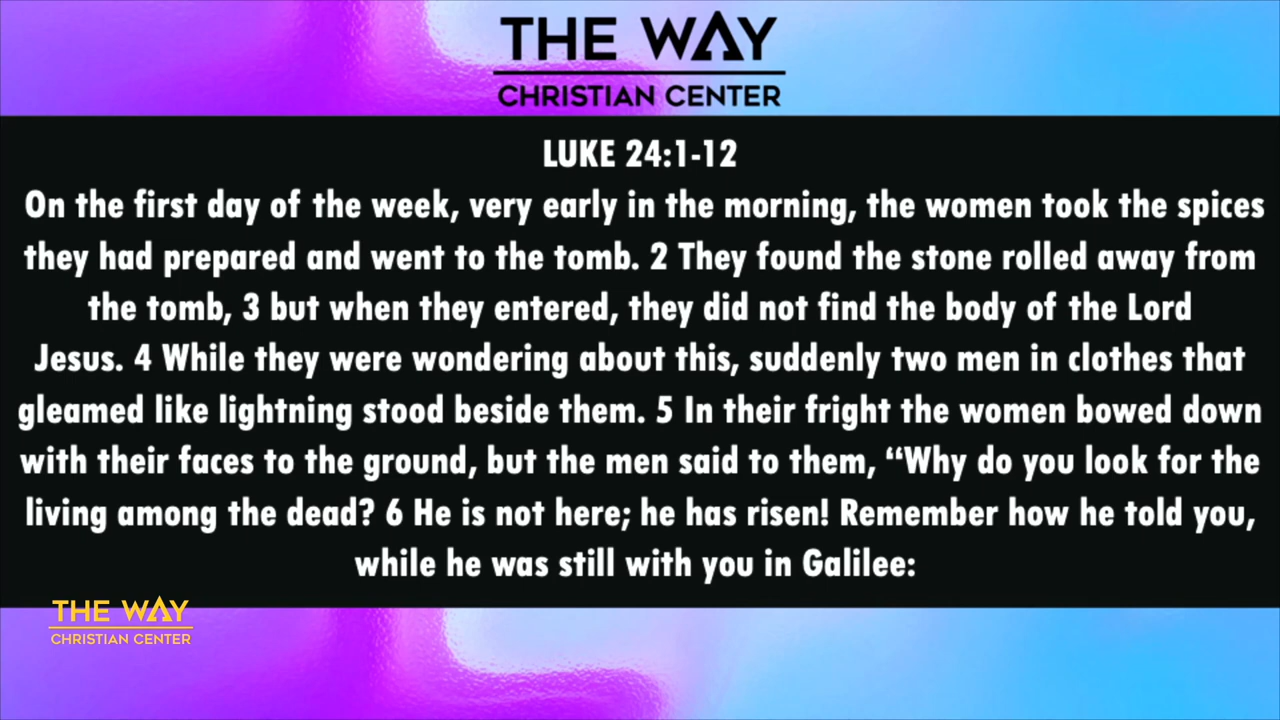 THE WAY
CHRISTIAN CENTER
LUKE 24:1-12
On the first day of the week, very early in the morning, the women took the spices
they had prepared and went to the tomb. 2 They found the stone rolled away from
the tomb, 3 but when they entered, they did not find the body of the Lord
Jesus. 4 While they were wondering about this, suddenly two men in clothes that
gleamed like lightning stood beside them. 5 In their fright the women bowed down
with their faces to the ground, but the men said to them, “Why do you look for the
living among the dead? 6 He is not here; he has risen! Remember how he told you,
while he was still with you in Galilee:
THE WAY
CHRISTIAN CENTER